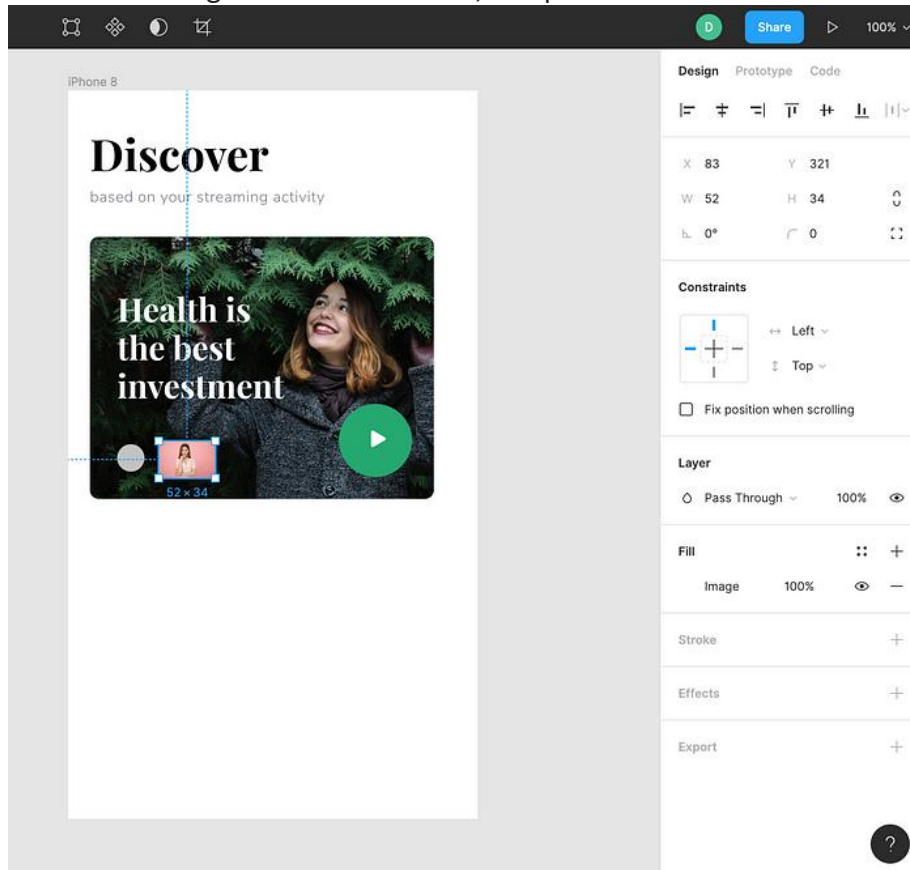 D Share 100%
iPhone 8
Discover
based on your streaming activity
Health is
the best
investment
52 × 34
Design Prototype Code
X 83 Y 321
W 52 H 34
0° 0
Constraints
Left
Top
Fix position when scrolling
Layer
Pass Through 100%
Fill
Image 100%
Stroke
Effects
Export
?